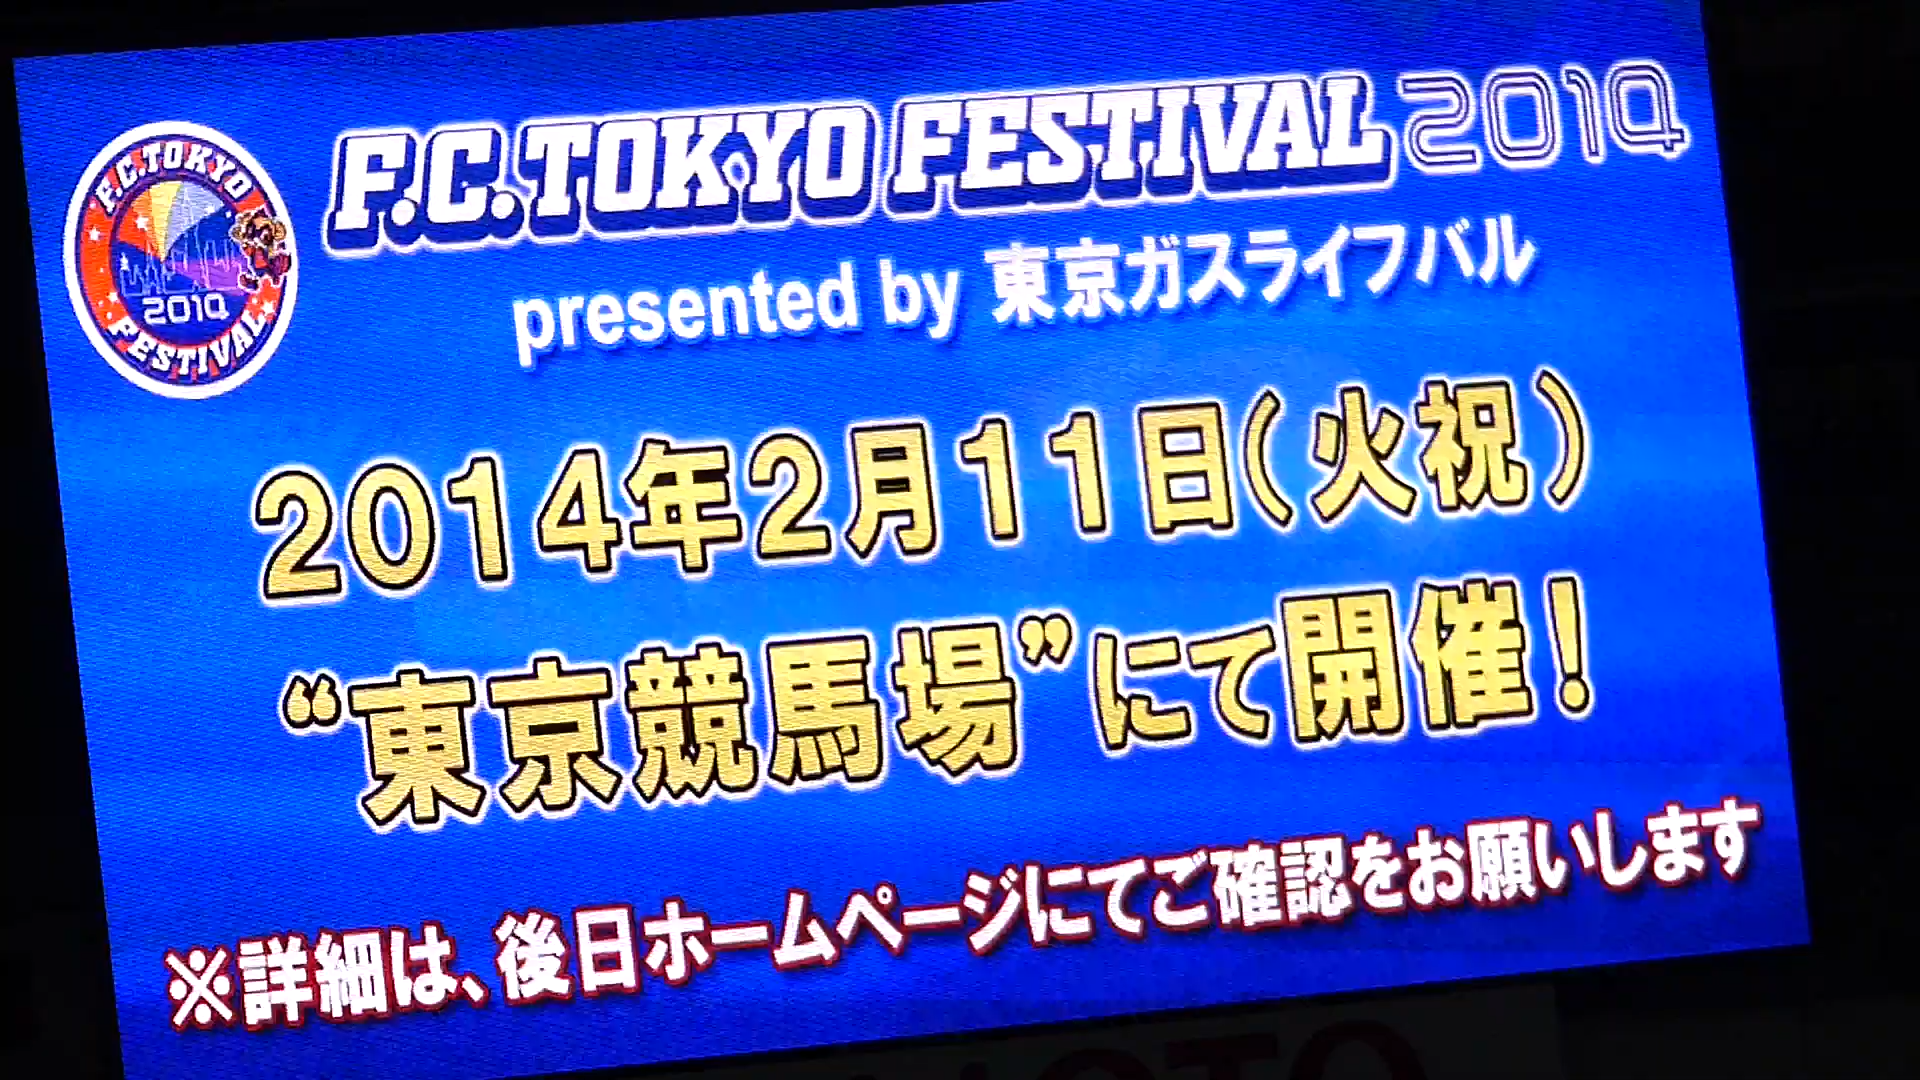 F.C.TOKYO FESTIVAL 2014
F.C.TOKYO
2014
FESTIVAL
presented by 東京ガスライフバル
2014年2月11日(火祝)
“東京競馬場”にて開催!
※詳細は、後日ホームページにてご確認をお願いします